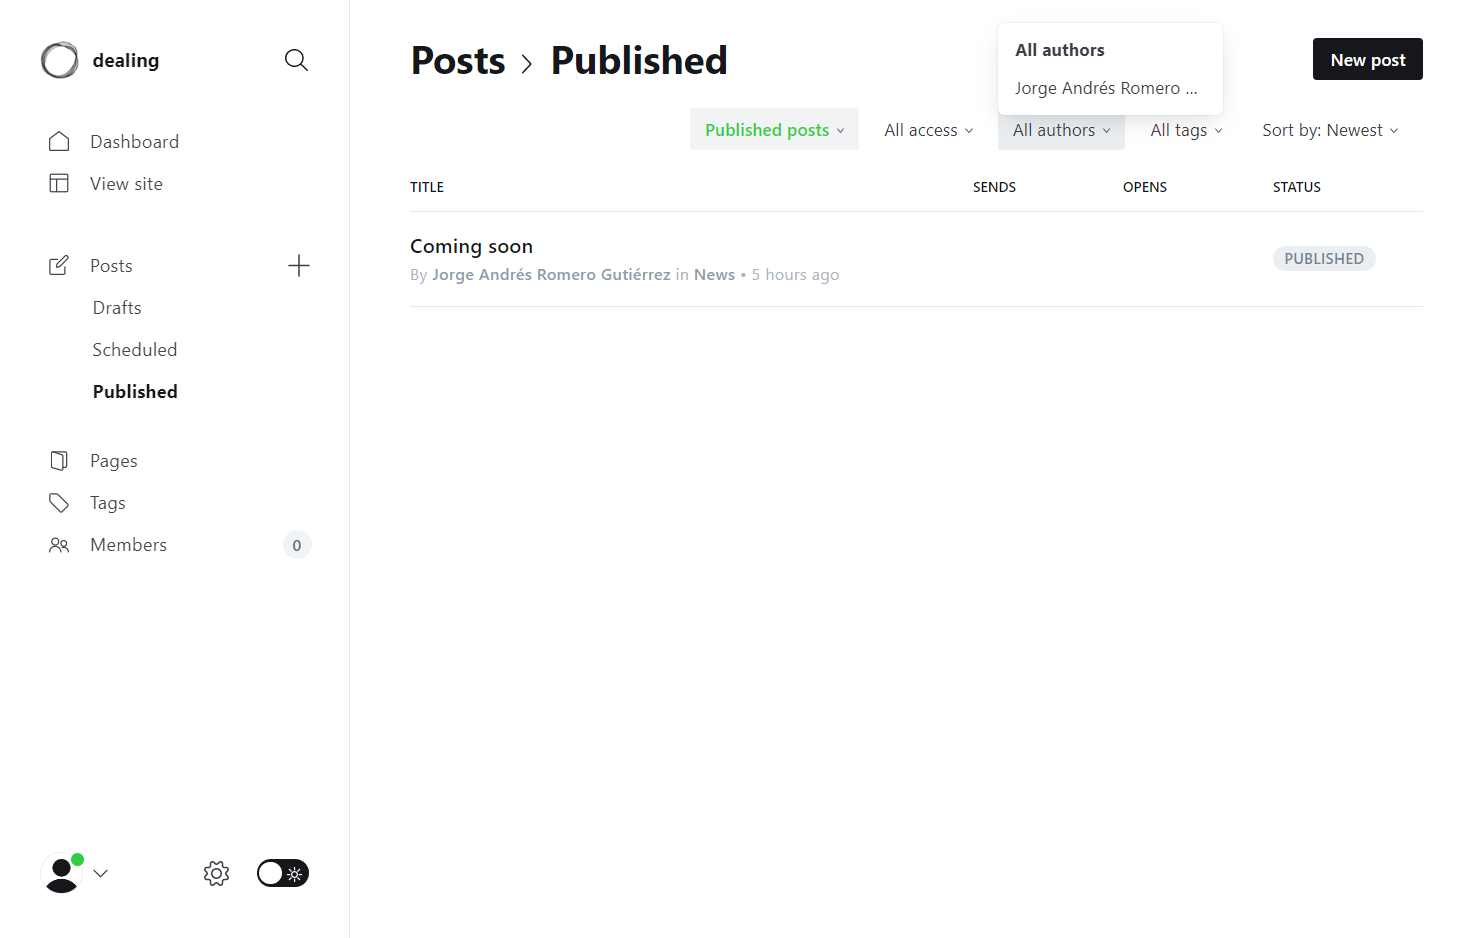 dealing
Dashboard
View site
Posts
Drafts
Scheduled
Published
Pages
Tags
Members 0
Posts > Published
All authors
Jorge Andrés Romero ...
New post
Published posts All access All authors All tags Sort by: Newest
TITLE SENDS OPENS STATUS
Coming soon
By Jorge Andrés Romero Gutiérrez in News • 5 hours ago
PUBLISHED